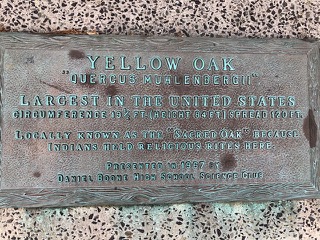 YELLOW OAK
"QUERCUS MUHLENBERGII"
LARGEST IN THE UNITED STATES
CIRCUMFERENCE 19½ FT. HEIGHT 84 FT. SPREAD 120 FT.
LOCALLY KNOWN AS THE "SACRED OAK" BECAUSE
INDIANS HELD RELIGIOUS RITES HERE.
PRESENTED IN 1967 BY
DANIEL BOONE HIGH SCHOOL SCIENCE CLUB